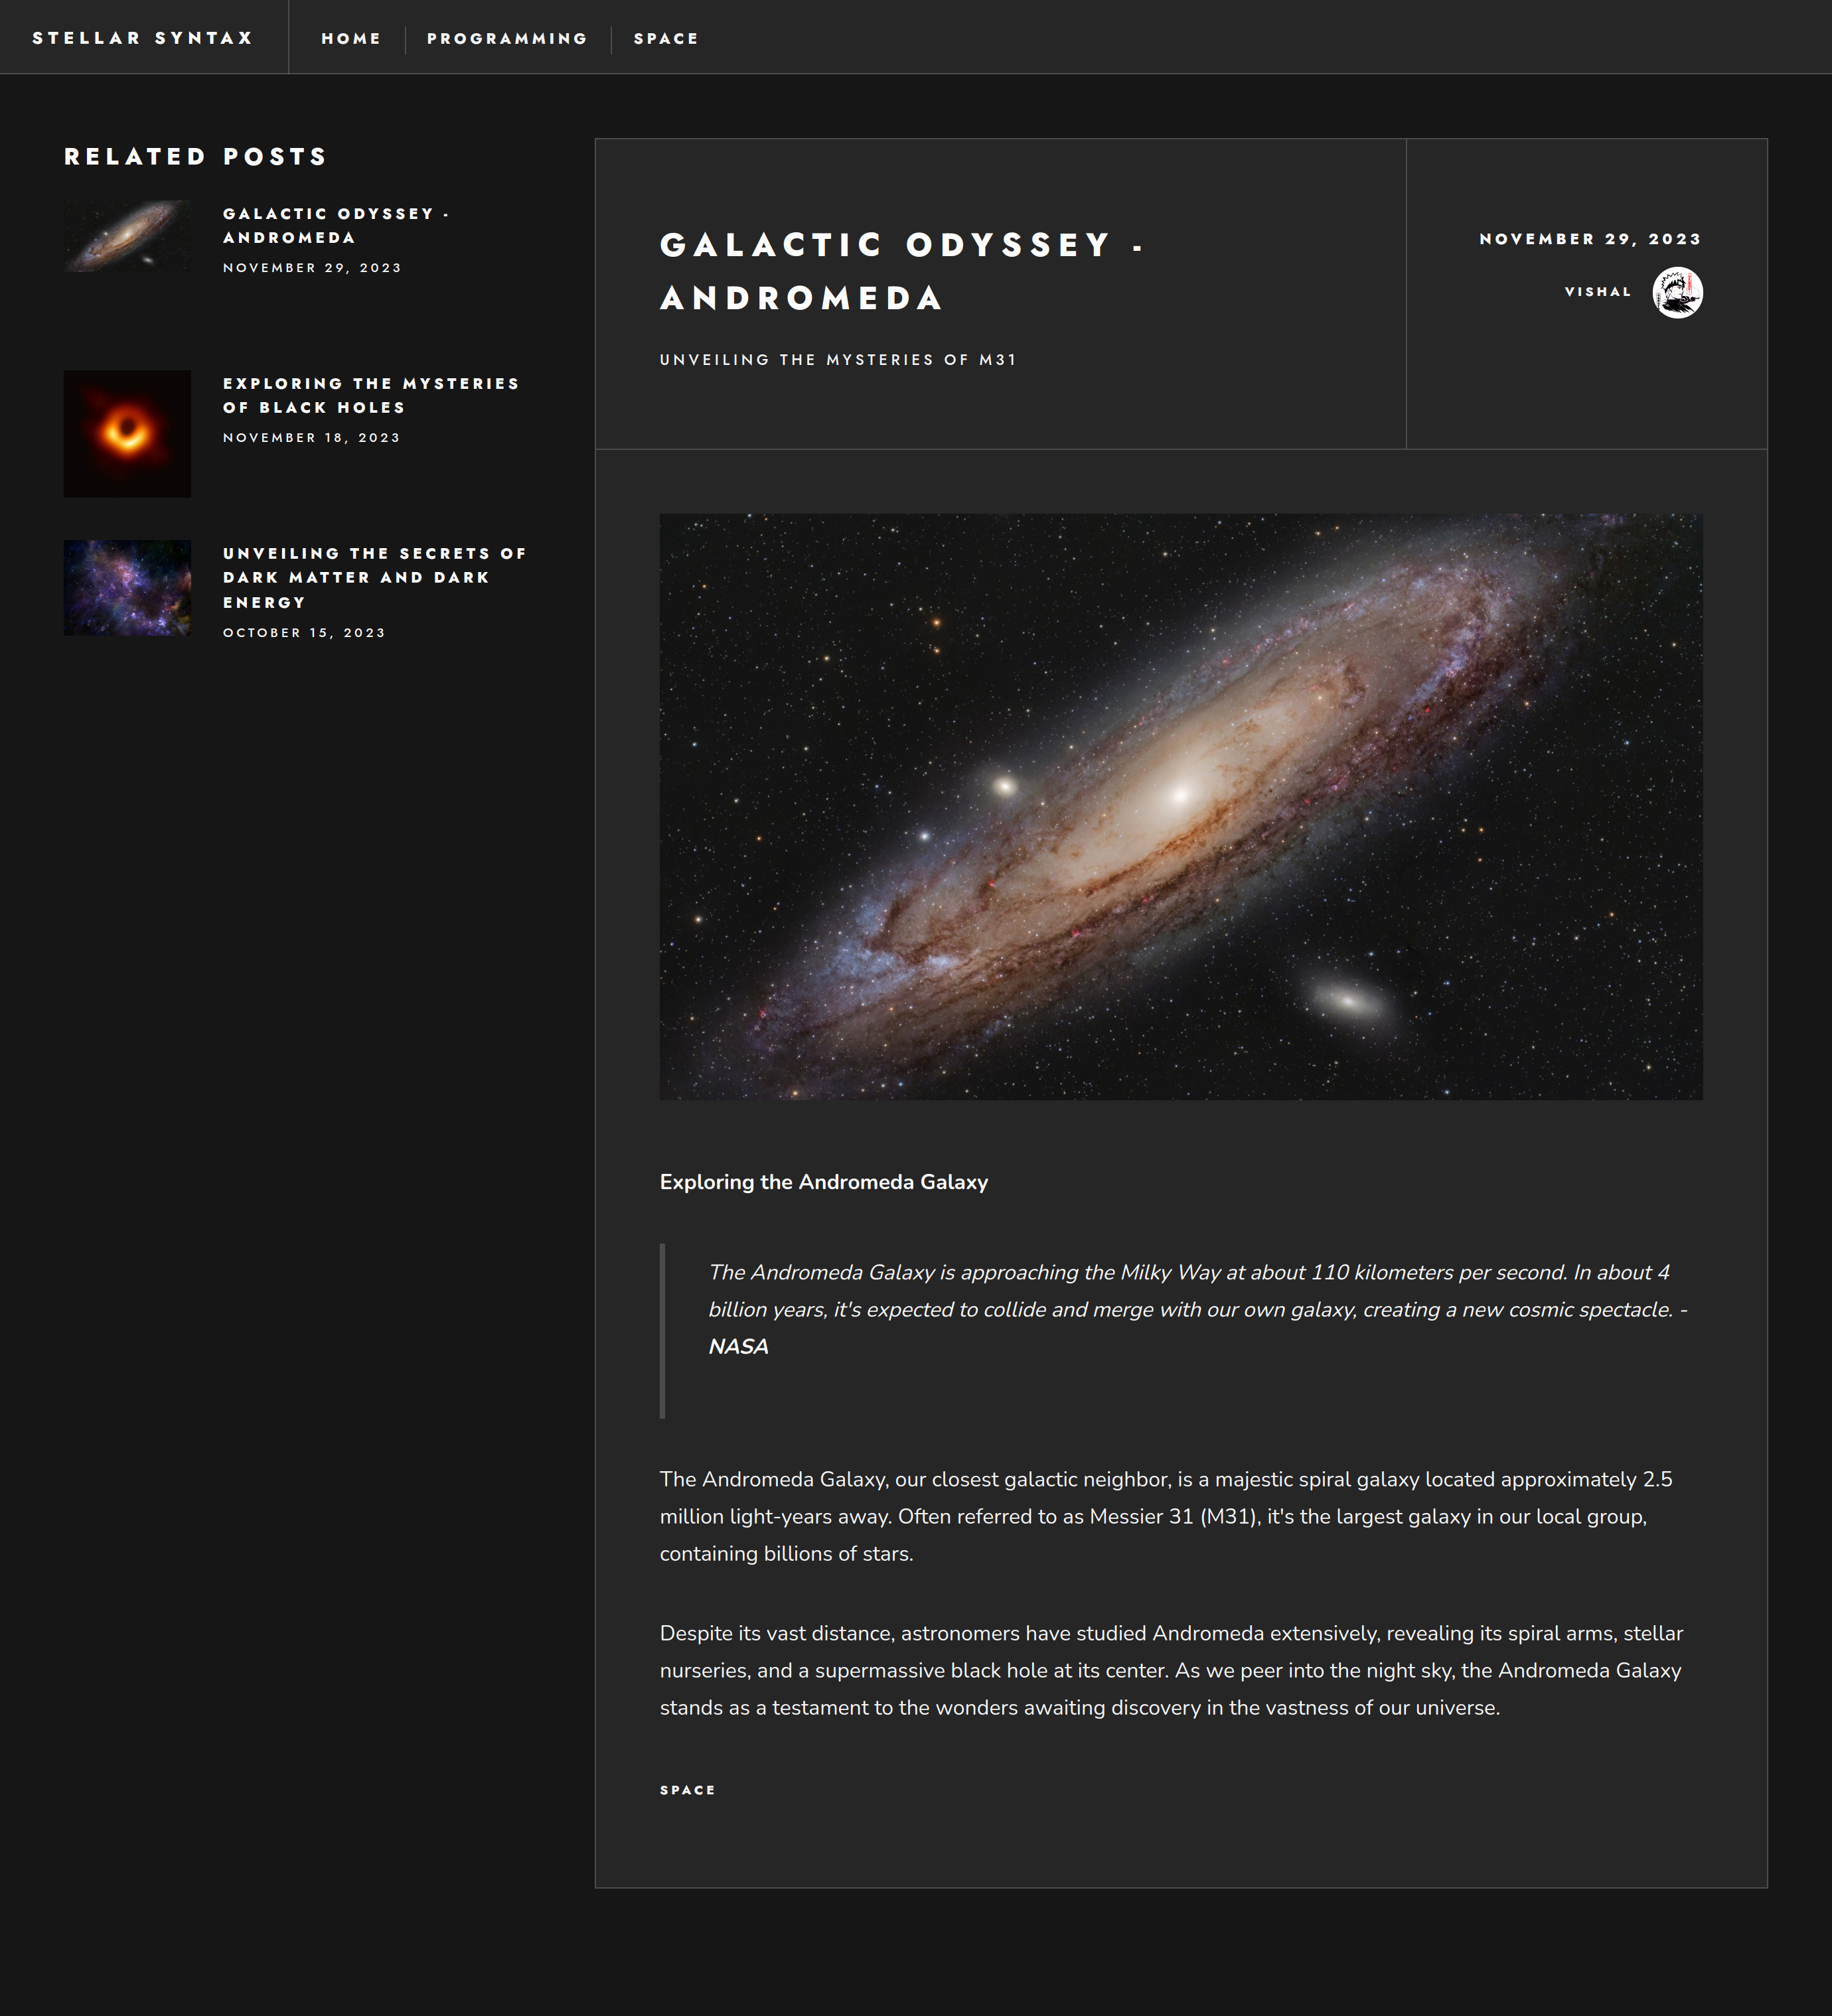 STELLAR SYNTAX
HOME
PROGRAMMING
SPACE
RELATED POSTS
GALACTIC ODYSSEY -
ANDROMEDA
NOVEMBER 29, 2023
EXPLORING THE MYSTERIES
OF BLACK HOLES
NOVEMBER 18, 2023
UNVEILING THE SECRETS OF
DARK MATTER AND DARK
ENERGY
OCTOBER 15, 2023
GALACTIC ODYSSEY -
ANDROMEDA
UNVEILING THE MYSTERIES OF M31
NOVEMBER 29, 2023
VISHAL
Exploring the Andromeda Galaxy
The Andromeda Galaxy is approaching the Milky Way at about 110 kilometers per second. In about 4
billion years, it's expected to collide and merge with our own galaxy, creating a new cosmic spectacle. -
NASA
The Andromeda Galaxy, our closest galactic neighbor, is a majestic spiral galaxy located approximately 2.5
million light-years away. Often referred to as Messier 31 (M31), it's the largest galaxy in our local group,
containing billions of stars.
Despite its vast distance, astronomers have studied Andromeda extensively, revealing its spiral arms, stellar
nurseries, and a supermassive black hole at its center. As we peer into the night sky, the Andromeda Galaxy
stands as a testament to the wonders awaiting discovery in the vastness of our universe.
SPACE